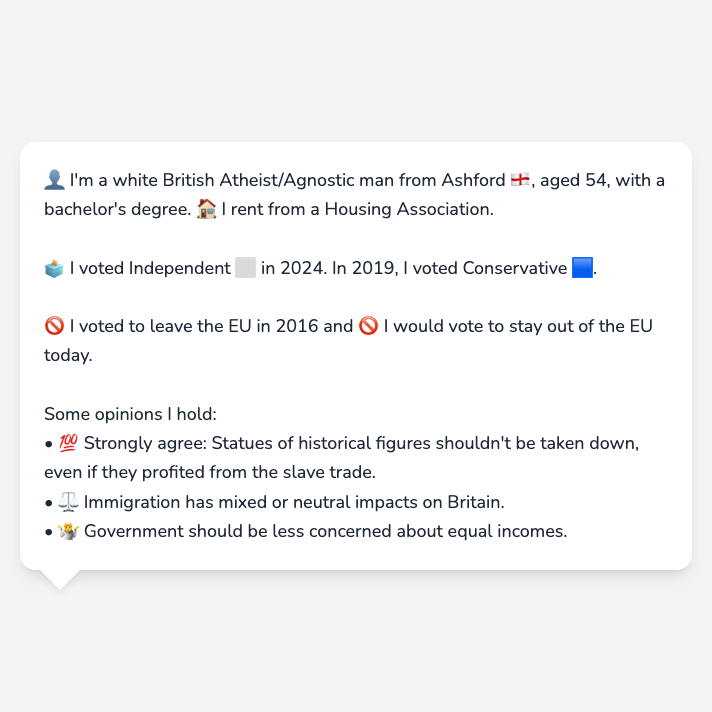 👤 I'm a white British Atheist/Agnostic man from Ashford 🏴󠁧󠁢󠁥󠁮󠁧󠁿, aged 54, with a
bachelor's degree. 🏠 I rent from a Housing Association.
🗳️ I voted Independent ⬜ in 2024. In 2019, I voted Conservative 🟦.
🚫 I voted to leave the EU in 2016 and 🚫 I would vote to stay out of the EU
today.
Some opinions I hold:
• 💯 Strongly agree: Statues of historical figures shouldn't be taken down,
even if they profited from the slave trade.
• ⚖️ Immigration has mixed or neutral impacts on Britain.
• 🤷 Government should be less concerned about equal incomes.